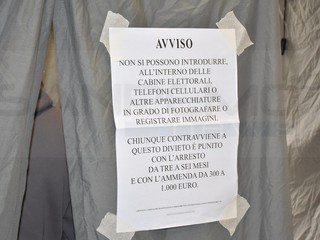 AVVISO
NON SI POSSONO INTRODURRE,
ALL'INTERNO DELLE
CABINE ELETTORALI,
TELEFONI CELLULARI O
ALTRE APPARECCHIATURE
IN GRADO DI FOTOGRAFARE O
REGISTRARE IMMAGINI.
CHIUNQUE CONTRAVVIENE A
QUESTO DIVIETO È PUNITO
CON L'ARRESTO
DA TRE A SEI MESI
E CON L'AMMENDA DA 300 A
1.000 EURO.